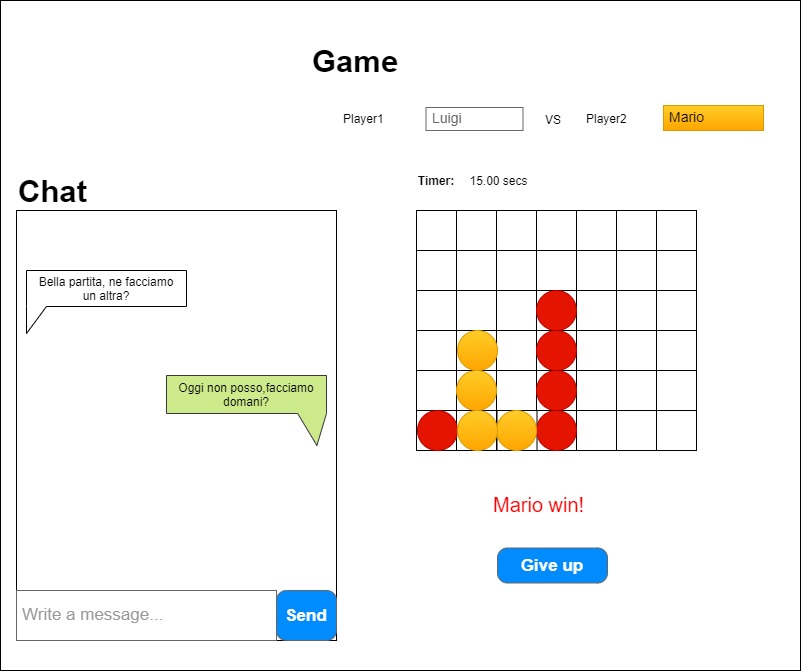 Game
Player1
Luigi
VS
Player2
Mario
Chat
Timer: 15.00 secs
Bella partita, ne facciamo
un altra?
Oggi non posso,facciamo
domani?
Mario win!
Give up
Write a message...
Send